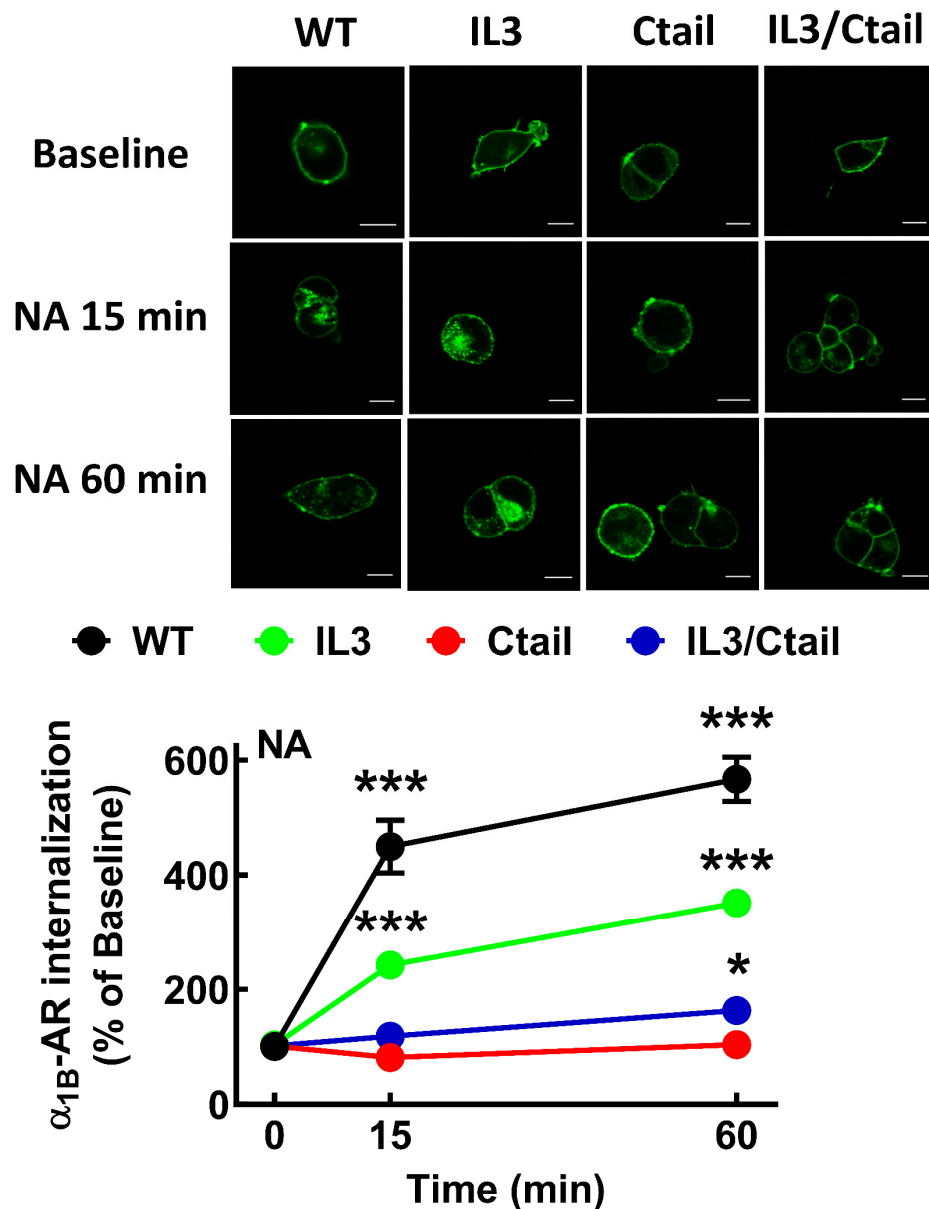 WT IL3 Ctail IL3/Ctail
Baseline
NA 15 min
NA 60 min
WT IL3 Ctail IL3/Ctail
α1B-AR internalization
(% of Baseline)
NA
600
400
200
0
***
***
***
***
*
0 15 60
Time (min)